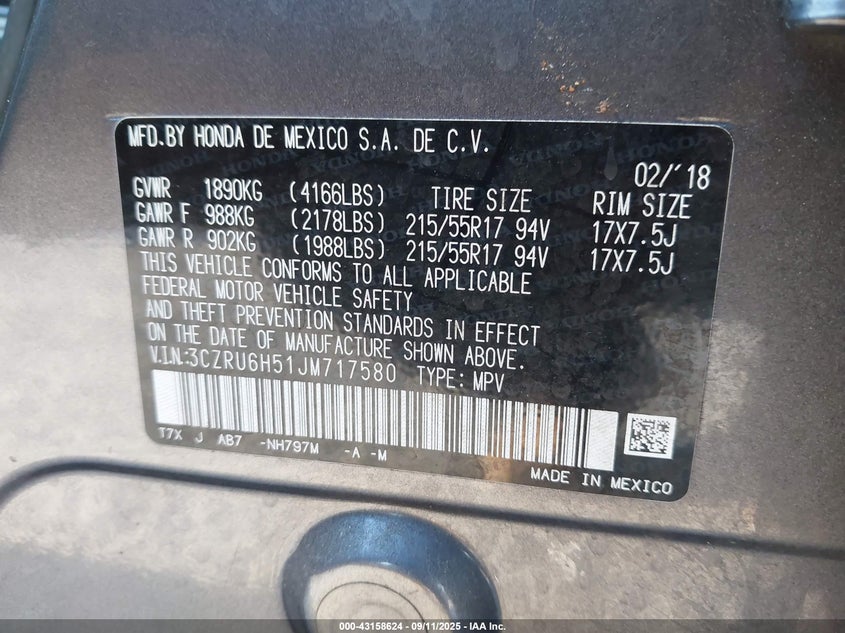 MFD.BY HONDA DE MEXICO S.A. DE C.V.
02/'18
GVWR 1890KG (4166LBS) TIRE SIZE RIM SIZE
GAWR F 988KG (2178LBS) 215/55R17 94V 17X7.5J
GAWR R 902KG (1988LBS) 215/55R17 94V 17X7.5J
THIS VEHICLE CONFORMS TO ALL APPLICABLE
FEDERAL MOTOR VEHICLE SAFETY
AND THEFT PREVENTION STANDARDS IN EFFECT
ON THE DATE OF MANUFACTURE SHOWN ABOVE.
V.I.N.:3CZRU6H51JM717580 TYPE: MPV
T7X J AB7 -NH797M -A -M
MADE IN MEXICO
000-43158624 - 09/11/2025 - IAA Inc.